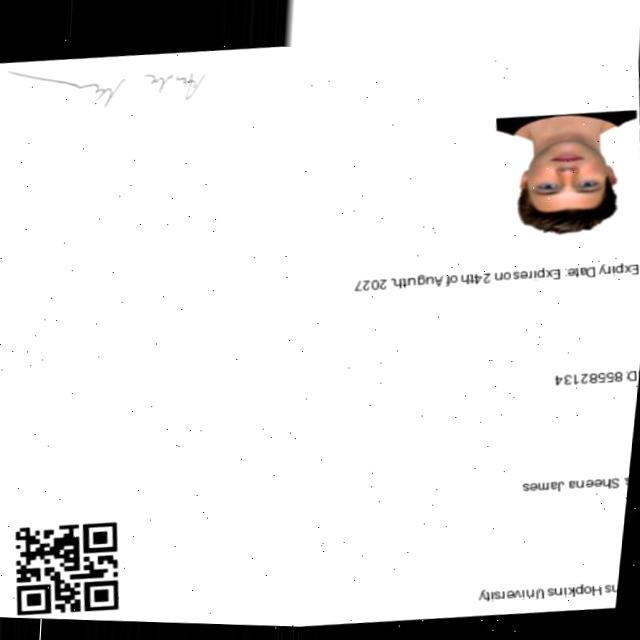 ns Hopkins University
. Sheena James
D: 85582134
Expiry Date: Expires on 24th of Auguth, 2027